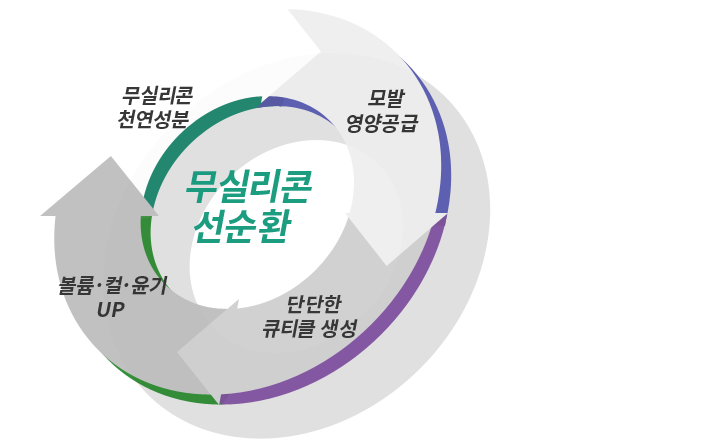 무실리콘
천연성분
모발
영양공급
무실리콘
선순환
볼륨·컬·윤기
UP
단단한
큐티클 생성